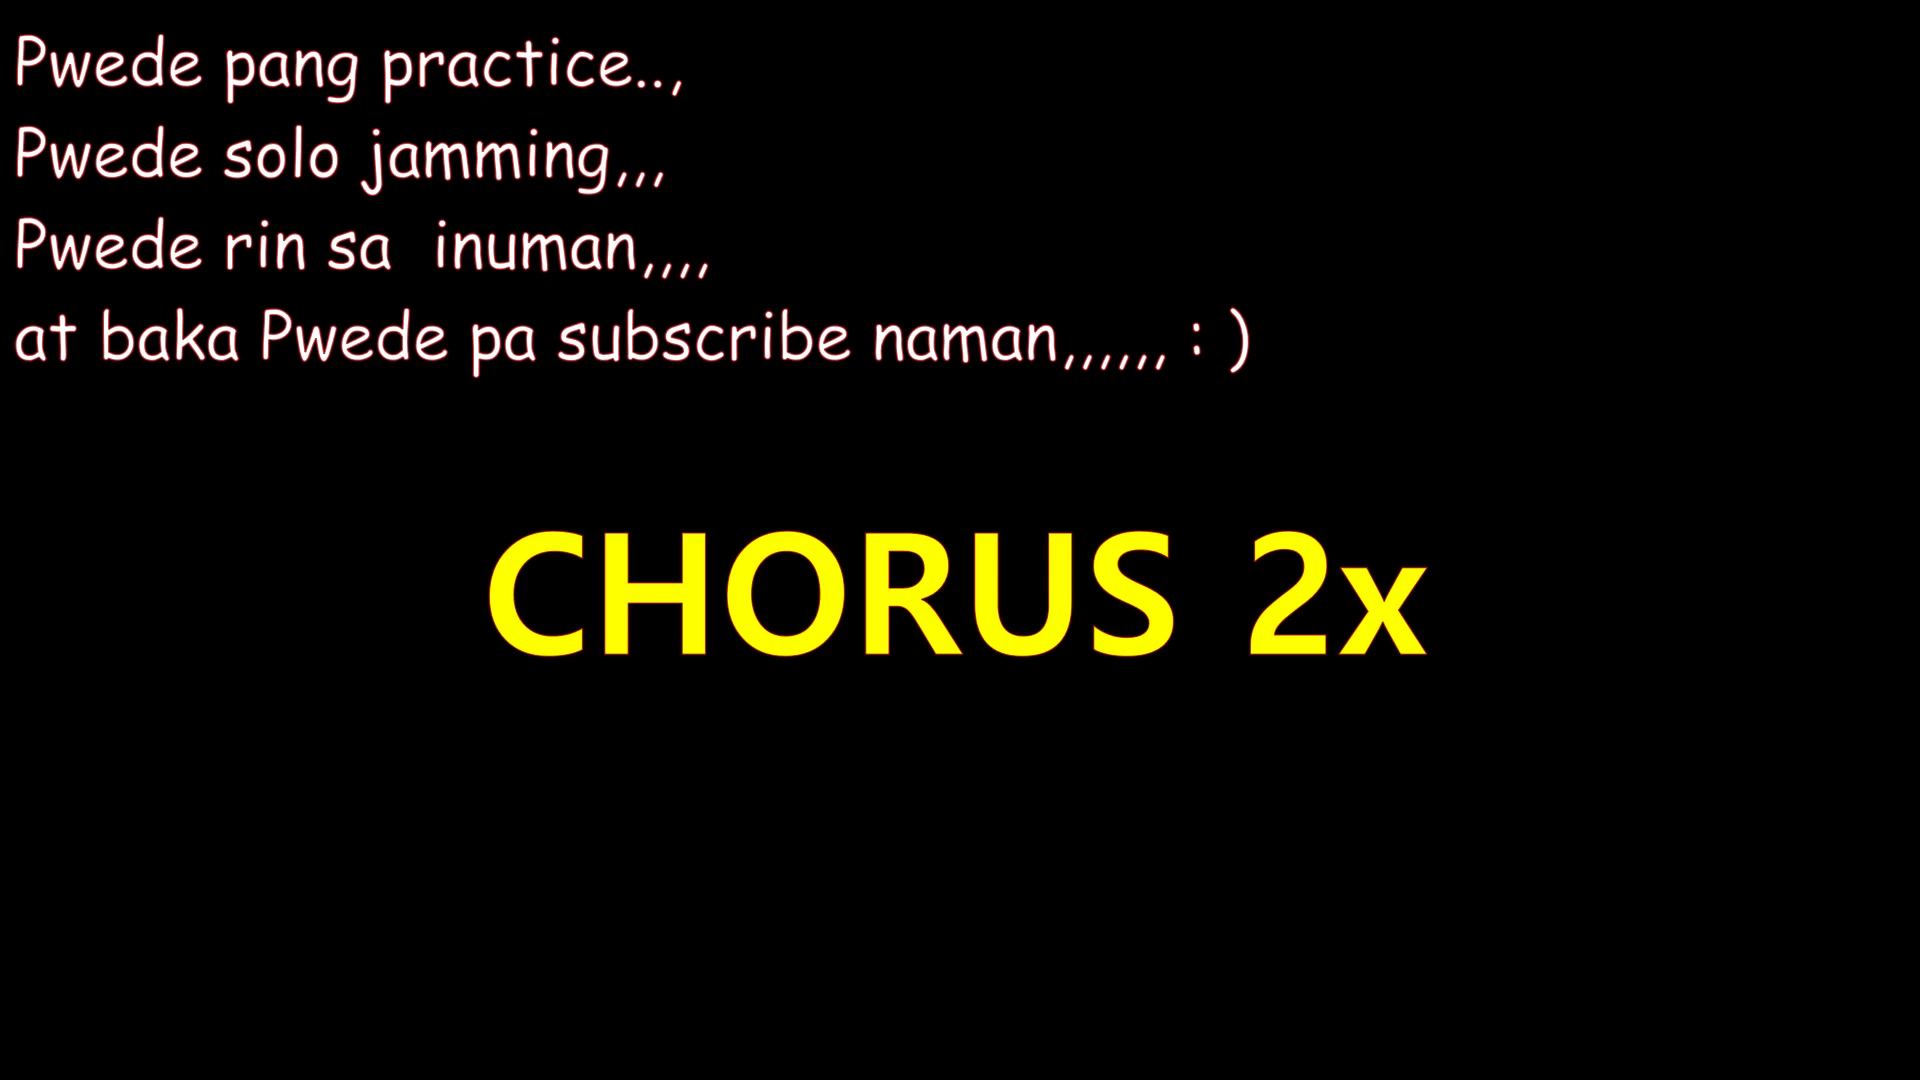 Pwede pang practice..,
Pwede solo jamming,,,
Pwede rin sa  inuman,,,,
at baka Pwede pa subscribe naman,,,,,, : )
CHORUS 2x